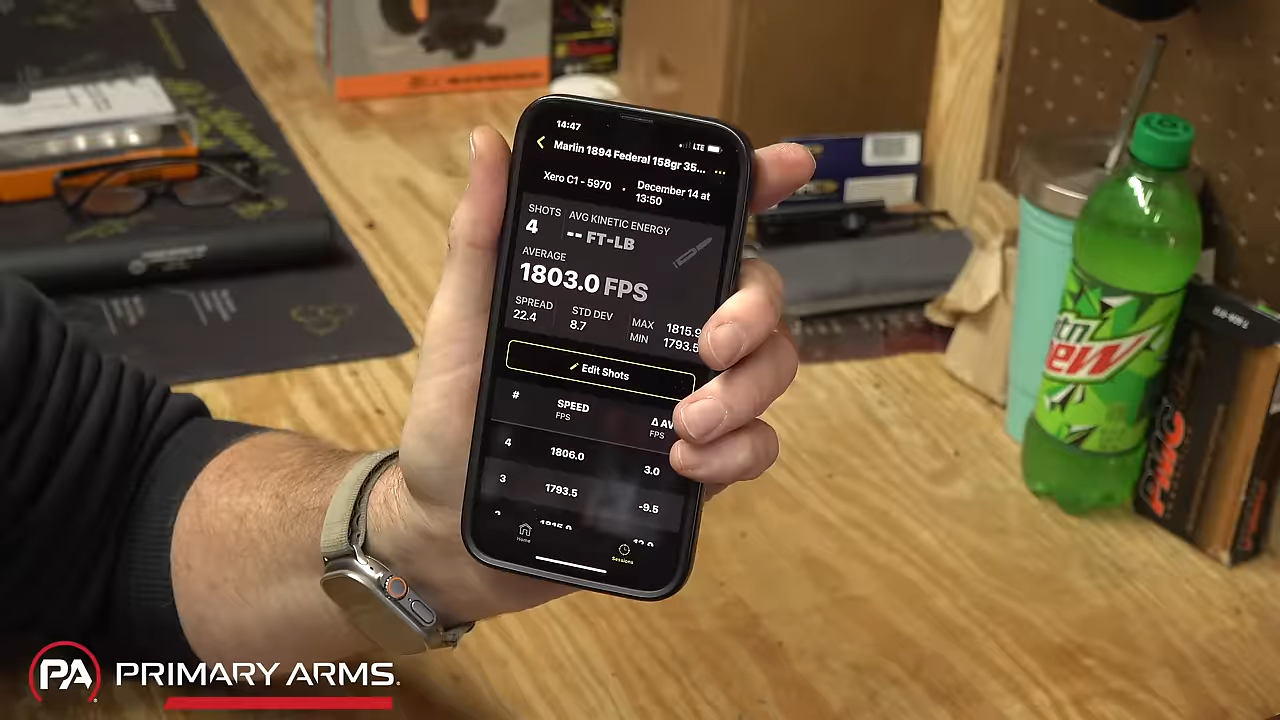 14:47
LTE
Marlin 1894 Federal 158gr 35...
Xero C1 - 5970 • December 14 at
13:50
SHOTS AVG KINETIC ENERGY
4 -- FT-LB
AVERAGE
1803.0 FPS
SPREAD STD DEV MAX 1815.9
22.4 8.7 MIN 1793.5
Edit Shots
# SPEED Δ AV
FPS FPS
4 1806.0 3.0
3 1793.5 -9.5
Home Sessions
mtn
Dew
PMC
PA PRIMARY ARMS